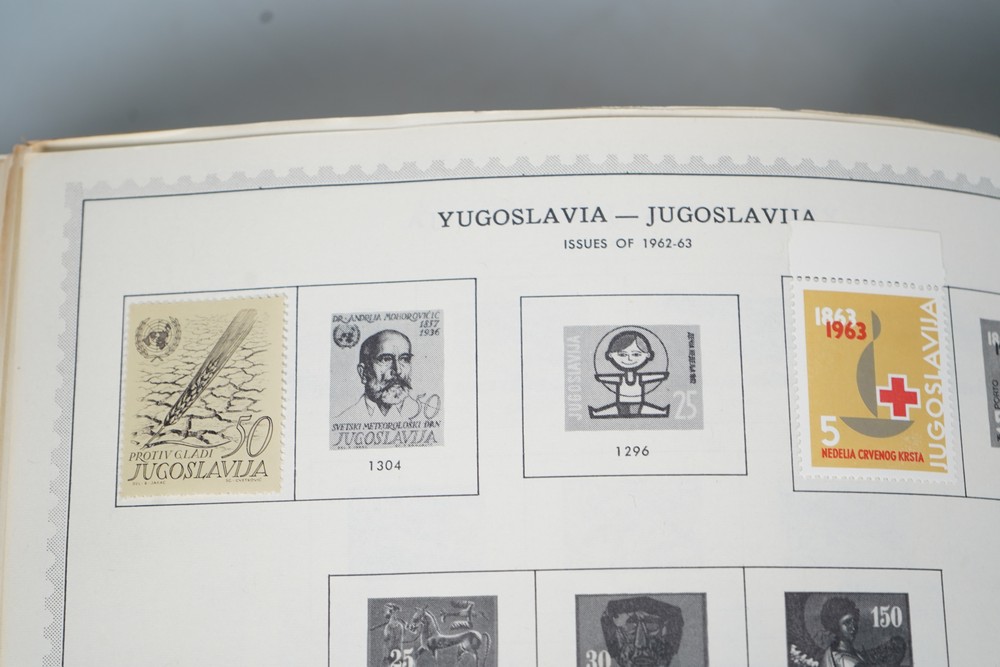 YUGOSLAVIA — JUGOSLAVIJA
ISSUES OF 1962-63
50
PROTIV GLADI
JUGOSLAVIJA
DR. ANDRIJA MOHOROVIČIĆ
1857
1936
50
SVETSKI METEOROLOŠKI DAN
JUGOSLAVIJA
1304
JUGOSLAVIJA
25
1296
1863
1963
JUGOSLAVIJA
5
NEDELJA CRVENOG KRSTA
25
30
150